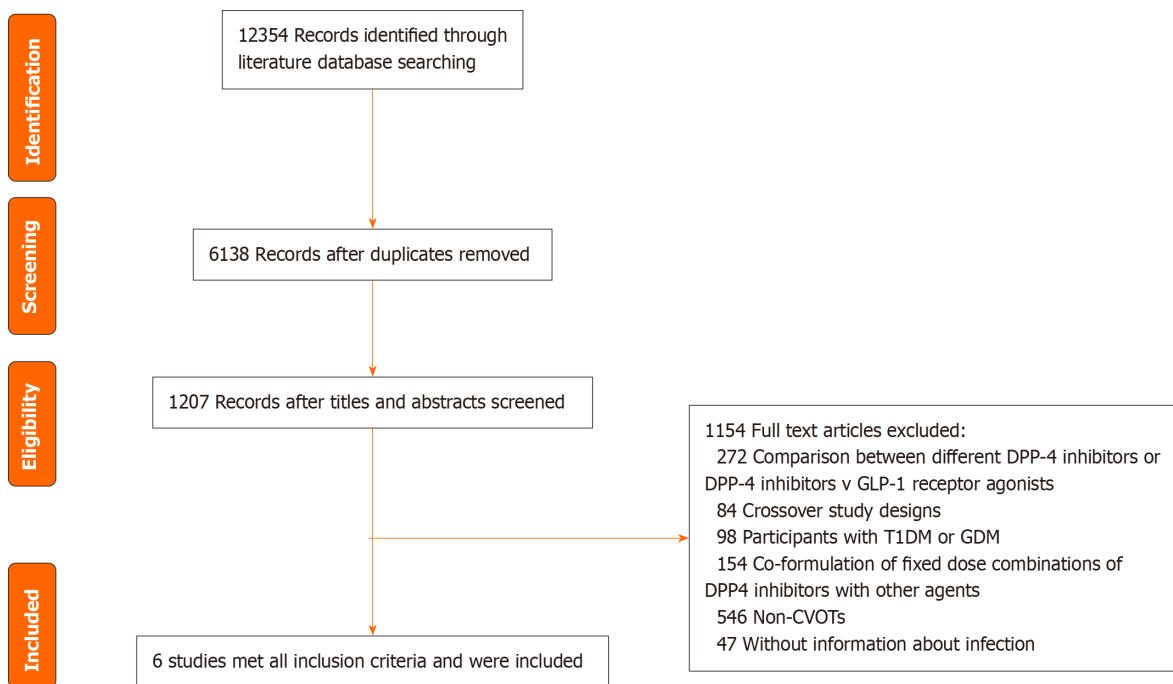 Identification
12354 Records identified through
literature database searching
Screening
6138 Records after duplicates removed
Eligibility
1207 Records after titles and abstracts screened
1154 Full text articles excluded:
272 Comparison between different DPP-4 inhibitors or
DPP-4 inhibitors v GLP-1 receptor agonists
84 Crossover study designs
98 Participants with T1DM or GDM
154 Co-formulation of fixed dose combinations of
DPP4 inhibitors with other agents
546 Non-CVOTs
47 Without information about infection
Included
6 studies met all inclusion criteria and were included